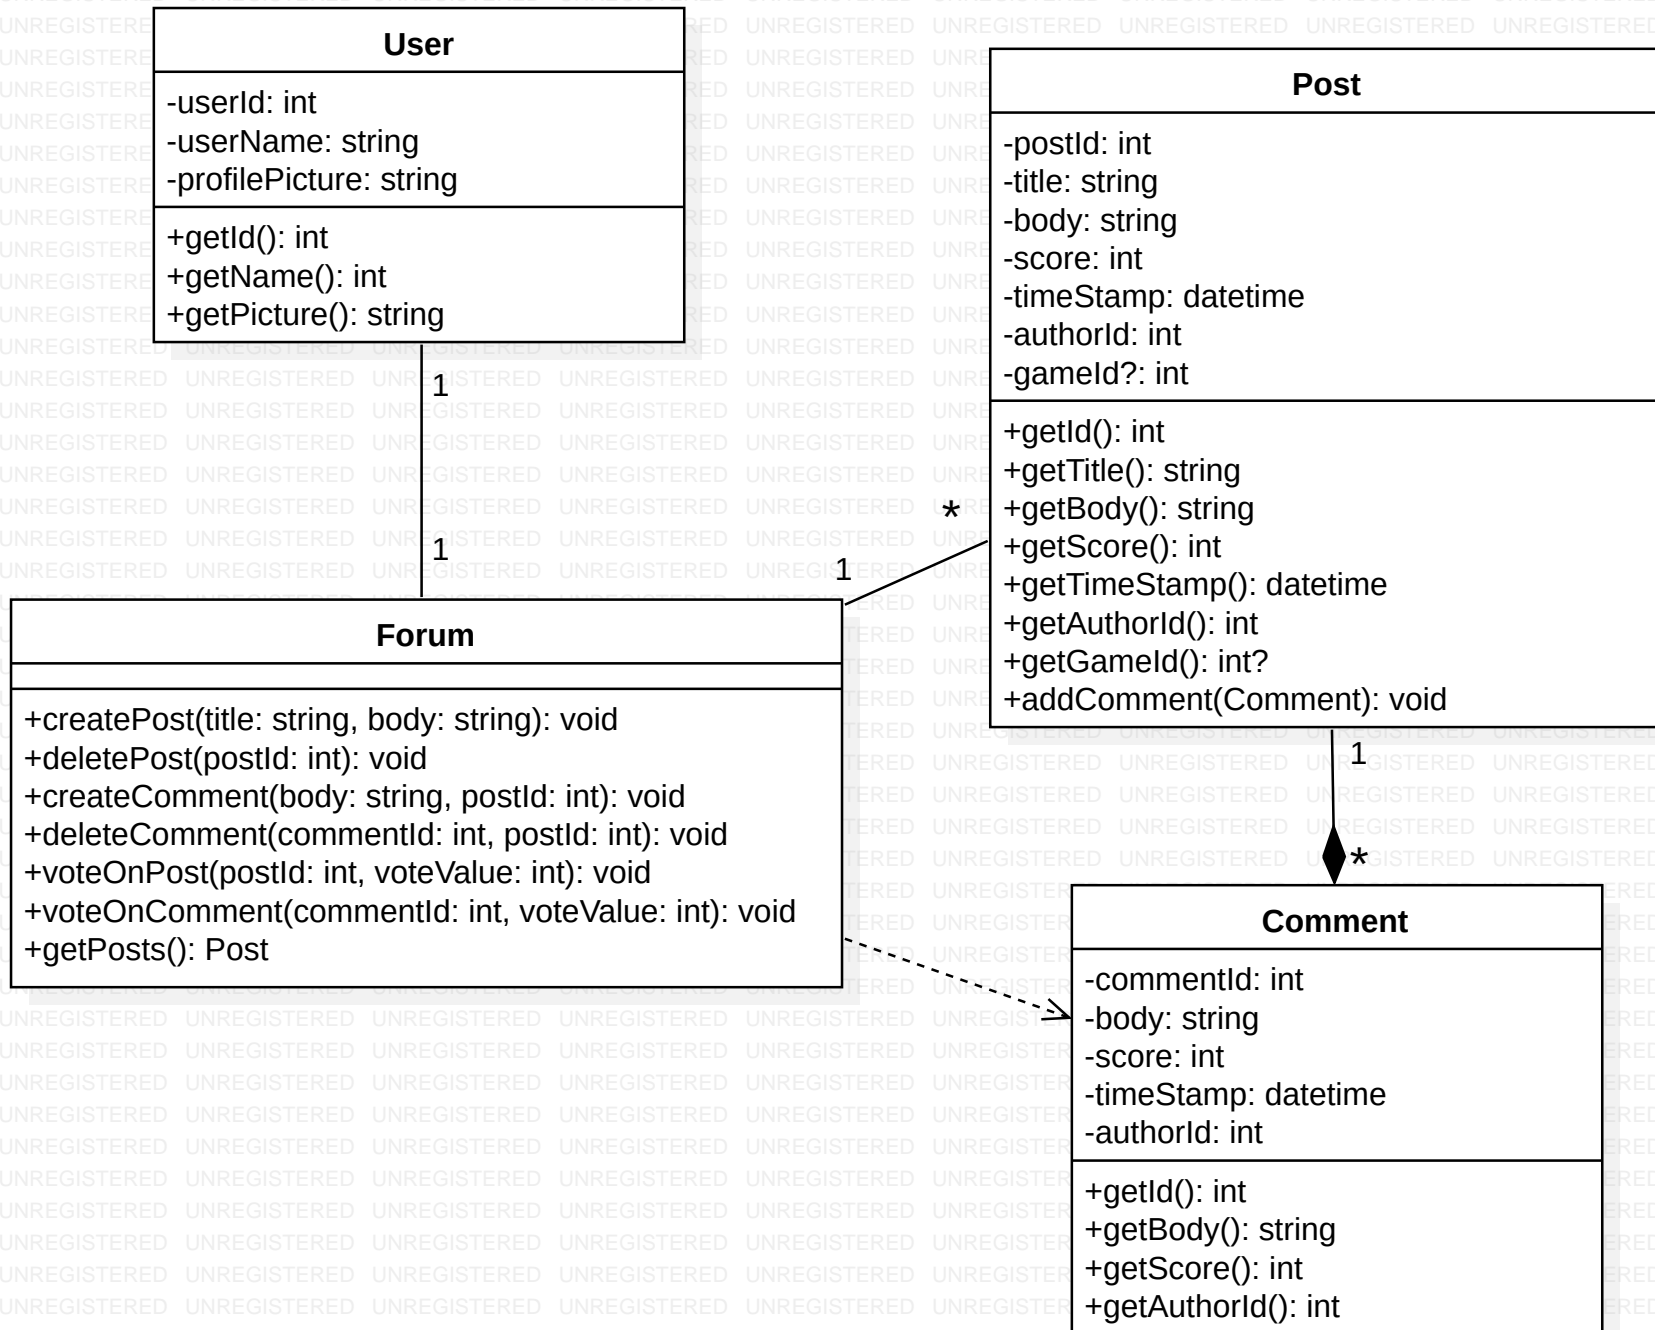 User
-userId: int
-userName: string
-profilePicture: string
+getId(): int
+getName(): int
+getPicture(): string
1
1
Forum
+createPost(title: string, body: string): void
+deletePost(postId: int): void
+createComment(body: string, postId: int): void
+deleteComment(commentId: int, postId: int): void
+voteOnPost(postId: int, voteValue: int): void
+voteOnComment(commentId: int, voteValue: int): void
+getPosts(): Post
1
*
Post
-postId: int
-title: string
-body: string
-score: int
-timeStamp: datetime
-authorId: int
-gameId?: int
+getId(): int
+getTitle(): string
+getBody(): string
+getScore(): int
+getTimeStamp(): datetime
+getAuthorId(): int
+getGameId(): int?
+addComment(Comment): void
1
*
Comment
-commentId: int
-body: string
-score: int
-timeStamp: datetime
-authorId: int
+getId(): int
+getBody(): string
+getScore(): int
+getAuthorId(): int
UNREGISTERED